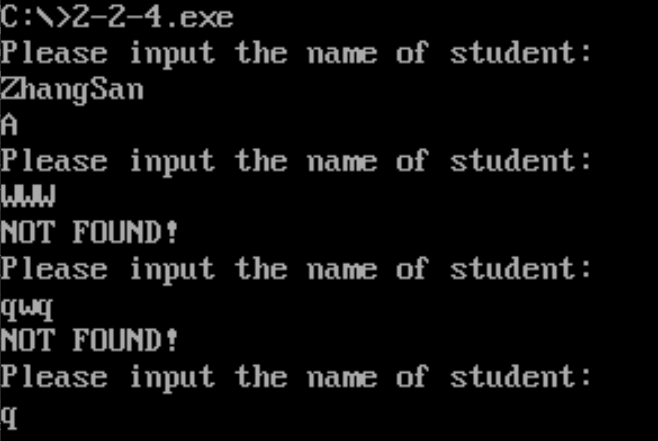 C:\>2-2-4.exe
Please input the name of student:
ZhangSan
A
Please input the name of student:
WWW
NOT FOUND!
Please input the name of student:
qwq
NOT FOUND!
Please input the name of student:
q